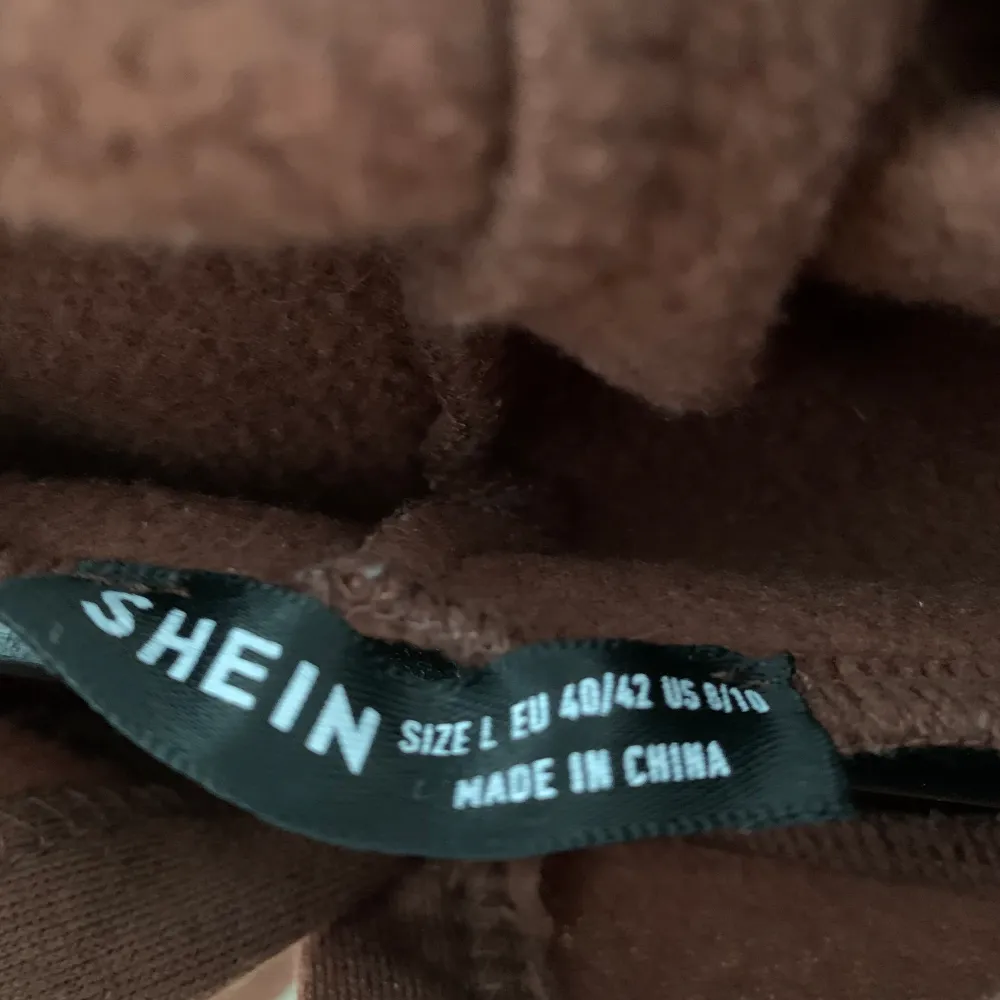 SHEIN
SIZE L EU 40/42 US 8/10
MADE IN CHINA